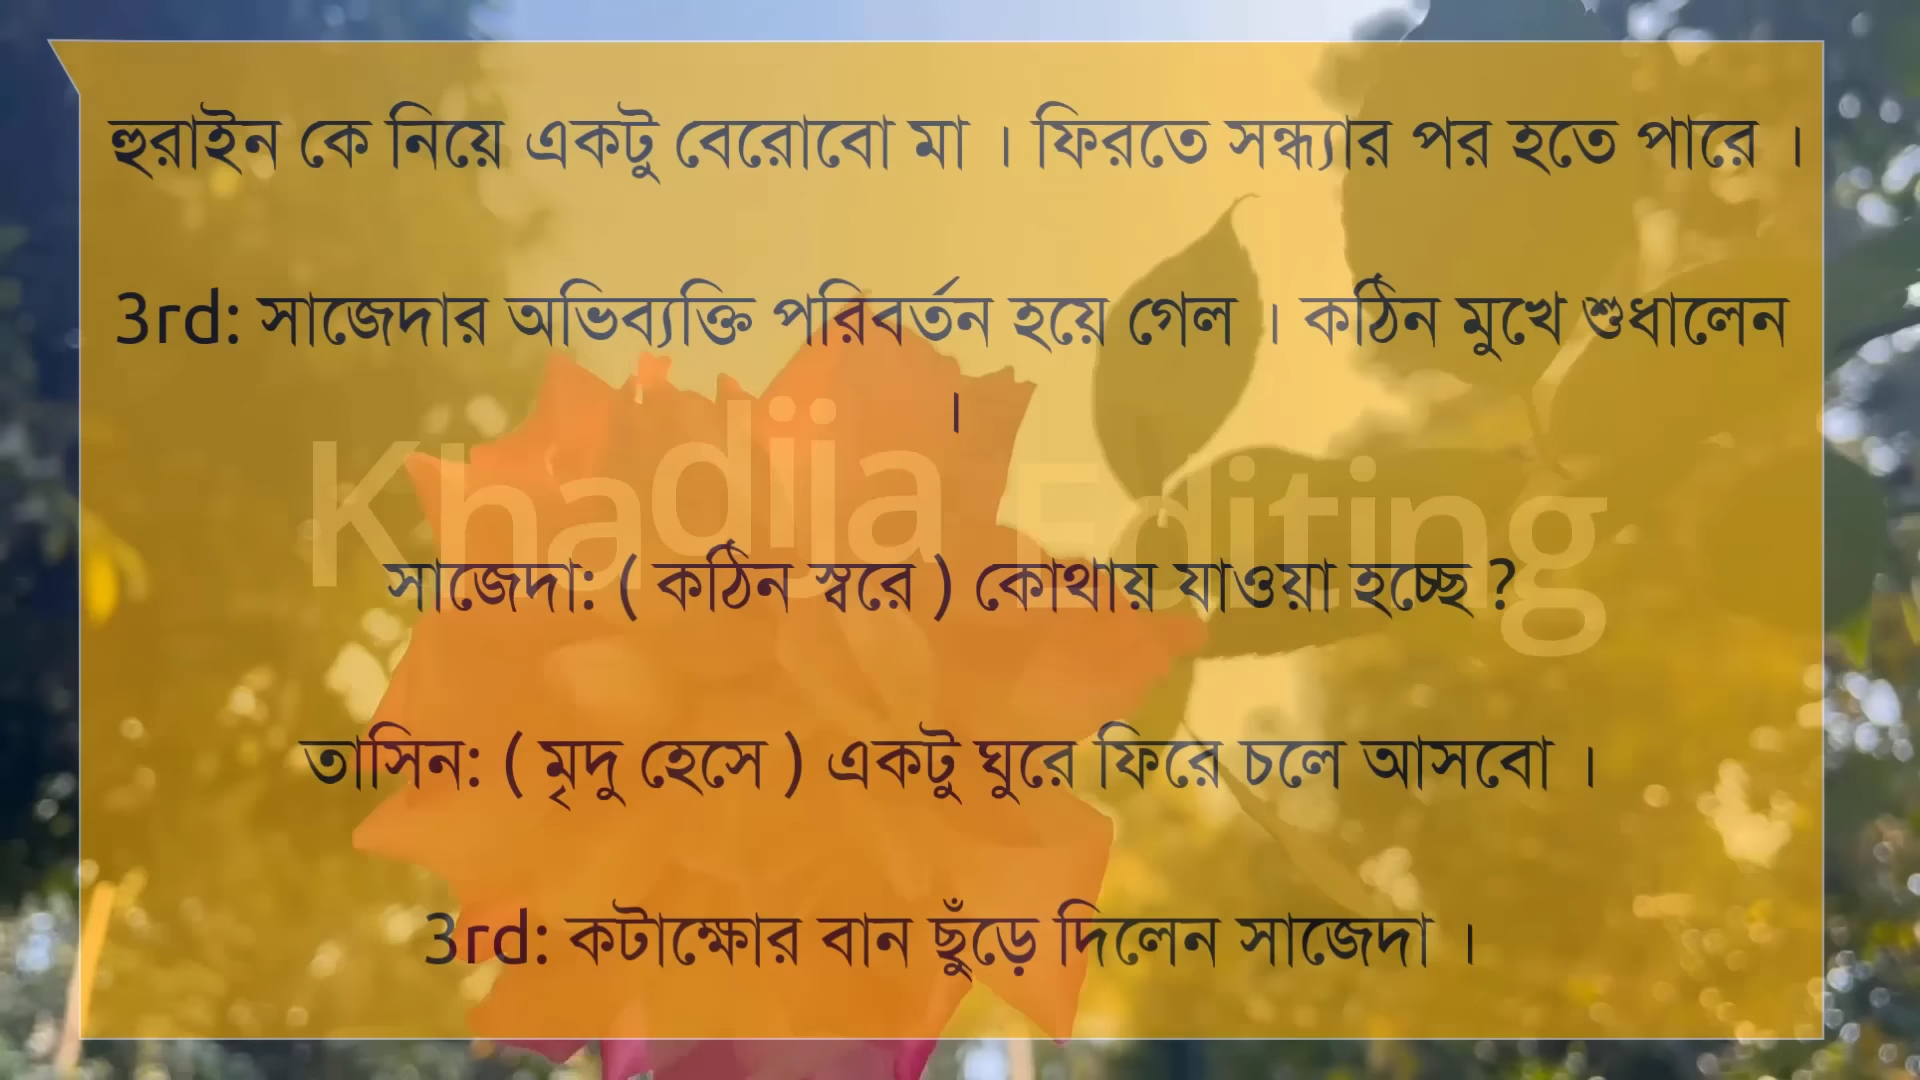 হুরাইন কে নিয়ে একটু বেরোবো মা । ফিরতে সন্ধ্যার পর হতে পারে ।
3rd: সাজেদার অভিব্যক্তি পরিবর্তন হয়ে গেল । কঠিন মুখে শুধালেন
।
Khadija Editing
সাজেদা: ( কঠিন স্বরে ) কোথায় যাওয়া হচ্ছে ?
তাসিন: ( মৃদু হেসে ) একটু ঘুরে ফিরে চলে আসবো ।
3rd: কটাক্ষোর বান ছুঁড়ে দিলেন সাজেদা ।